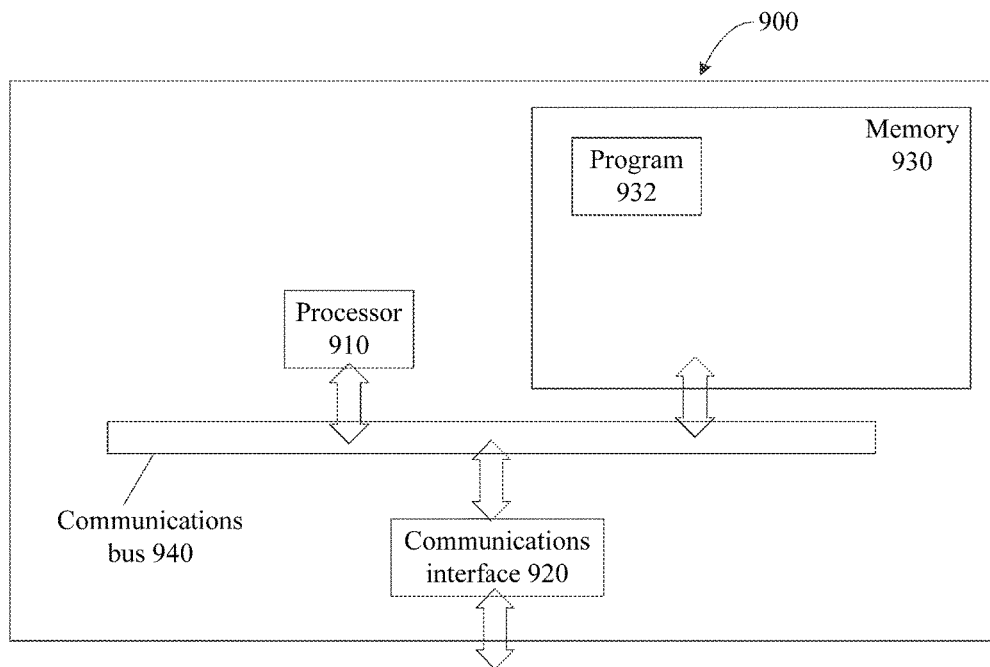 900
Memory
930
Program
932
Processor
910
Communications
bus 940
Communications
interface 920